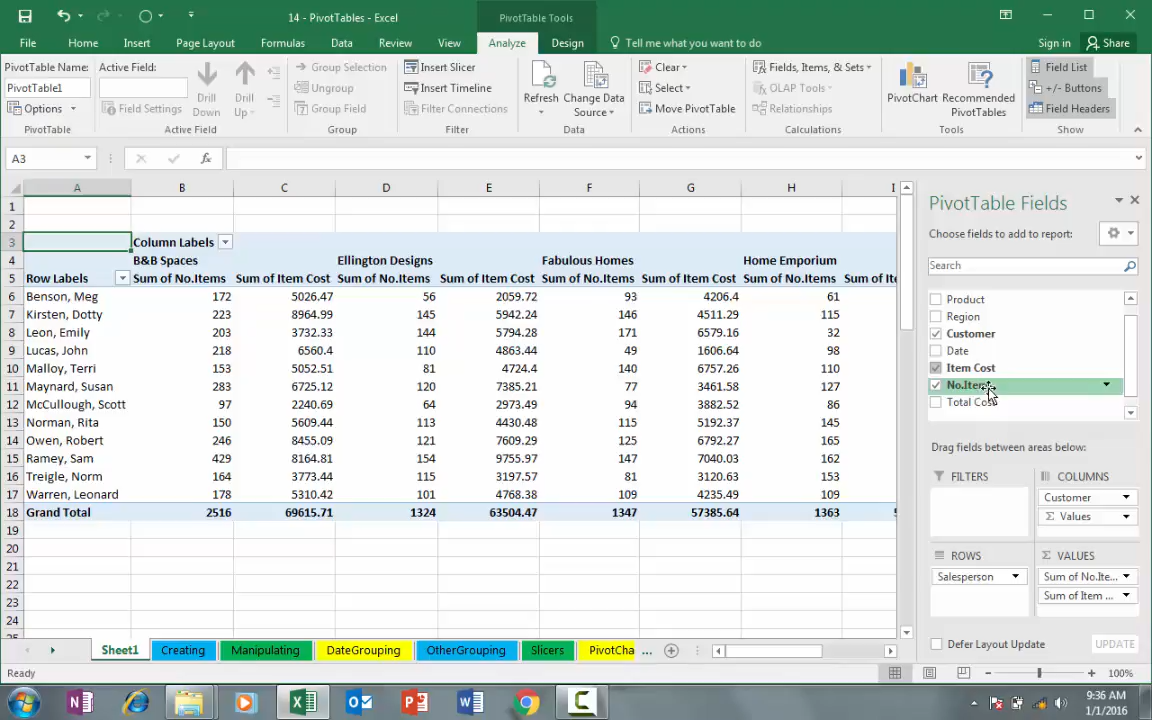 14 - PivotTables - Excel
PivotTable Tools
File Home Insert Page Layout Formulas Data Review View Analyze Design Tell me what you want to do Sign in Share
PivotTable Name: Active Field: Group Selection Insert Slicer Clear Fields, Items, & Sets Field List
PivotTable1 Ungroup Insert Timeline Select OLAP Tools +/- Buttons
Options Field Settings Drill Down Drill Up Group Field Filter Connections Refresh Change Data Source Move PivotTable Relationships PivotChart Recommended PivotTables Field Headers
PivotTable Active Field Group Filter Data Actions Calculations Tools Show
A3 fx
A B C D E F G H I
1
2
3 Column Labels
4 B&B Spaces Ellington Designs Fabulous Homes Home Emporium
5 Row Labels Sum of No.Items Sum of Item Cost Sum of No.Items Sum of Item Cost Sum of No.Items Sum of Item Cost Sum of No.Items Sum of Ite
6 Benson, Meg 172 5026.47 56 2059.72 93 4206.4 61
7 Kirsten, Dotty 223 8964.99 145 5942.24 146 4511.29 115
8 Leon, Emily 203 3732.33 144 5794.28 171 6579.16 32
9 Lucas, John 218 6560.4 110 4863.44 49 1606.64 98
10 Malloy, Terri 153 5052.51 81 4724.4 140 6357.21 110
11 Maynard, Susan 283 6725.12 120 7385.21 77 3461.58 127
12 McCullough, Scott 97 2240.69 64 2973.49 94 3882.52 86
13 Norman, Rita 150 5609.44 113 4430.48 115 5192.37 145
14 Owen, Robert 246 8455.09 121 7609.29 125 6792.27 165
15 Ramey, Sam 429 8164.81 154 9755.97 147 7040.03 162
16 Treigle, Norm 164 3773.44 115 3197.57 81 3120.63 153
17 Warren, Leonard 178 5310.42 101 4768.38 109 4235.49 109
18 Grand Total 2516 69615.71 1324 63504.47 1347 57385.64 1363
19
20
21
22
23
24
Sheet1 Creating Manipulating DateGrouping OtherGrouping Slicers PivotCha ...
Ready 100%
PivotTable Fields
Choose fields to add to report:
Search
Product
Region
Customer
Date
Item Cost
No.Items
Total Cost
Drag fields between areas below:
FILTERS COLUMNS
Customer
Σ Values
ROWS Σ VALUES
Salesperson Sum of No.Ite...
Sum of Item ...
Defer Layout Update UPDATE
9:36 AM
1/1/2016